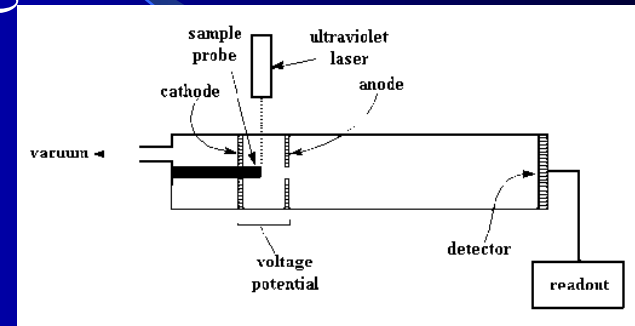 sample
probe
ultraviolet
laser
cathode
anode
vacuum
voltage
potential
detector
readout